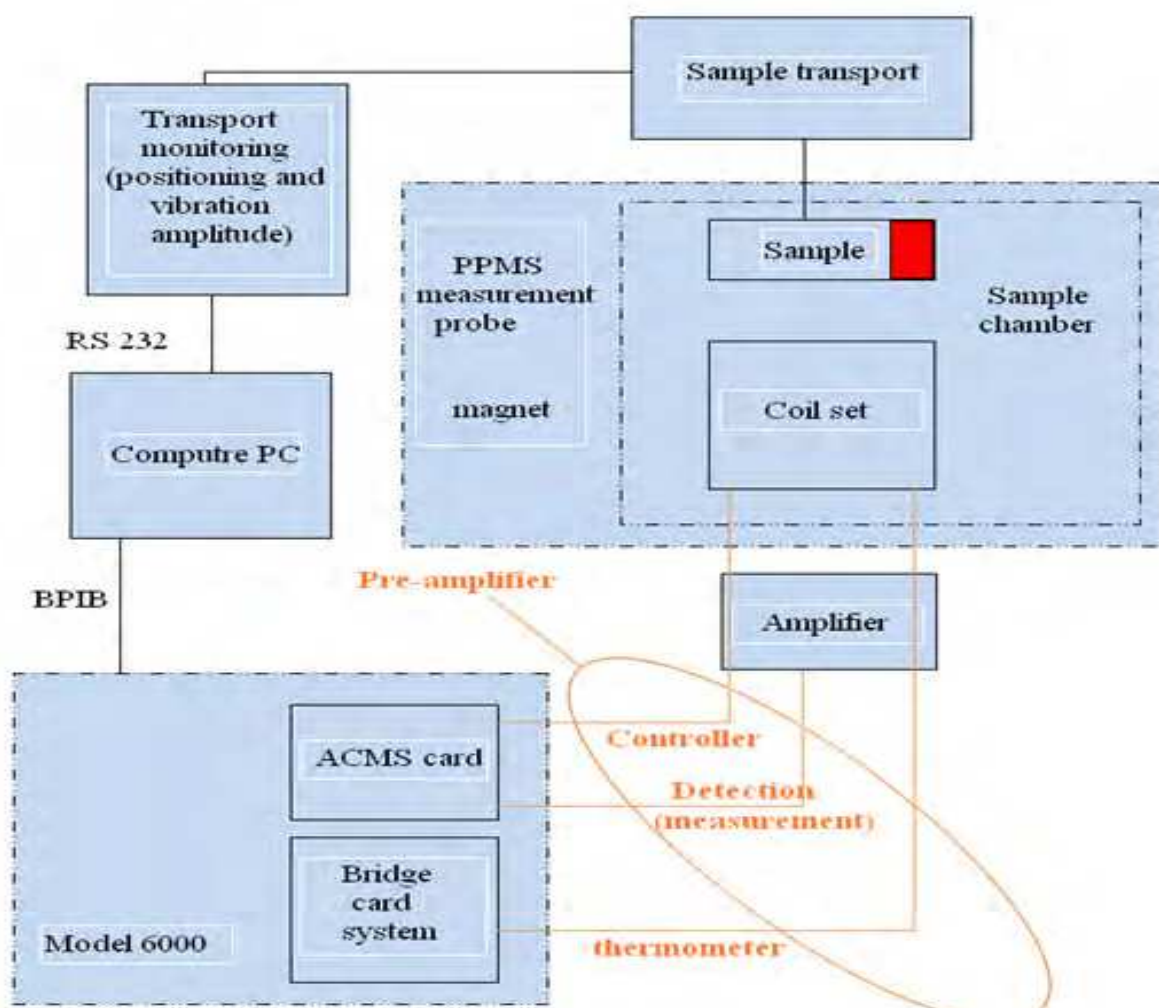 Sample transport
Transport
monitoring
(positioning and
vibration
amplitude)
PPMS
measurement
probe
magnet
Sample
Sample
chamber
Coil set
RS 232
Computre PC
BPIB
Pre-amplifier
Amplifier
ACMS card
Controller
Detection
(measurement)
Bridge
card
system
Model 6000
thermometer